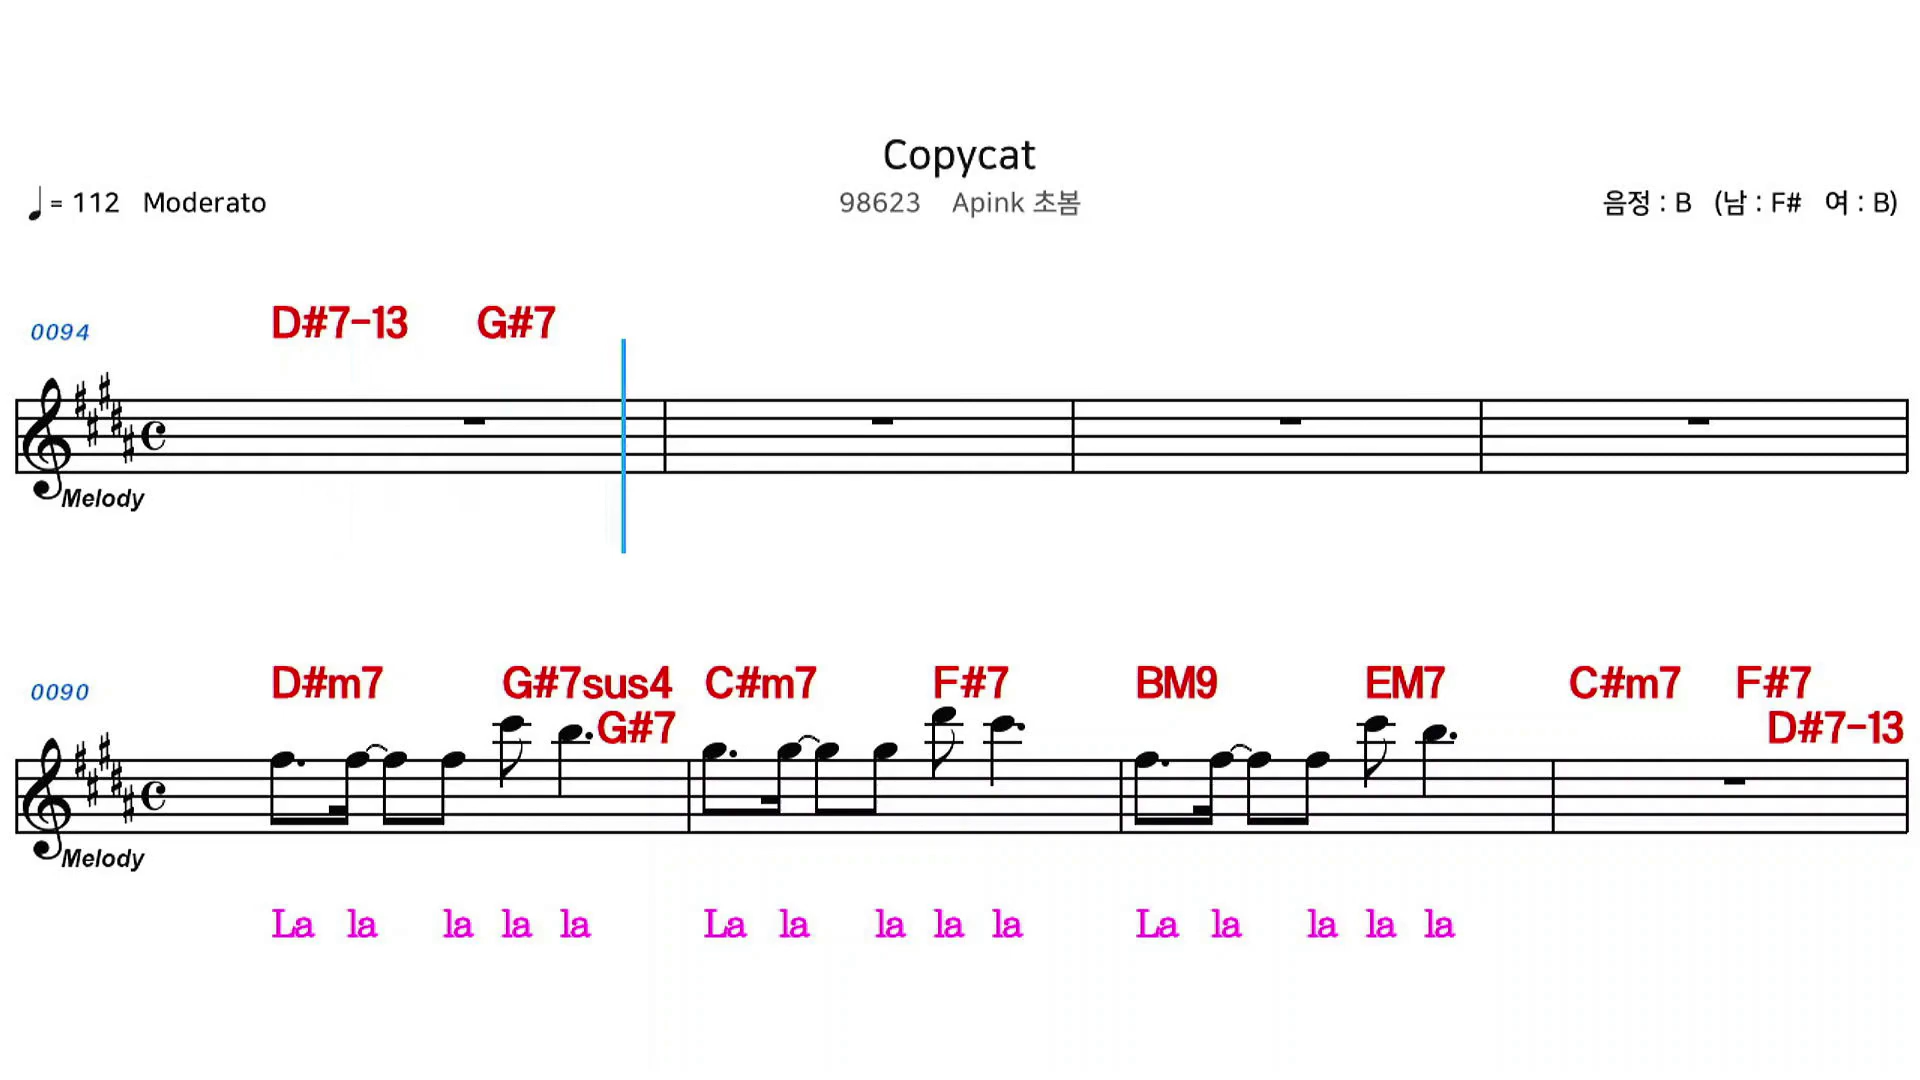 Copycat
♩= 112 Moderato
98623 Apink 초봄
음정 : B (남 : F# 여 : B)
0094
D#7-13 G#7
Melody
0090
D#m7 G#7sus4 C#m7 F#7 BM9 EM7 C#m7 F#7
G#7 D#7-13
Melody
La la la la la La la la la la La la la la la